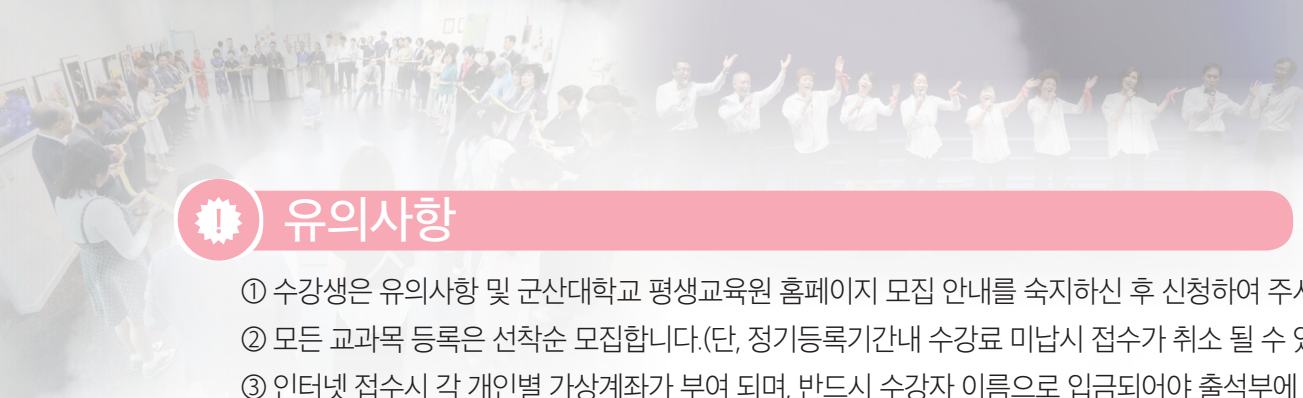 유의사항
① 수강생은 유의사항 및 군산대학교 평생교육원 홈페이지 모집 안내를 숙지하신 후 신청하여 주시
② 모든 교과목 등록은 선착순 모집합니다.(단, 정기등록기간내 수강료 미납시 접수가 취소 될 수 있
③ 인터넷 접수시 각 개인별 가상계좌가 부여 되며, 반드시 수강자 이름으로 입금되어야 출석부에